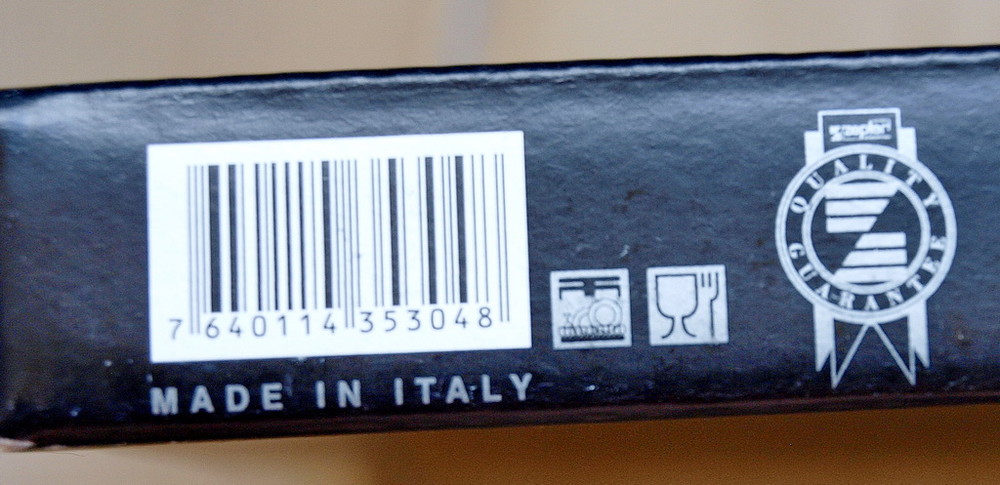 7 640114 353048
MADE IN ITALY
QUALITY
GUARANTEE